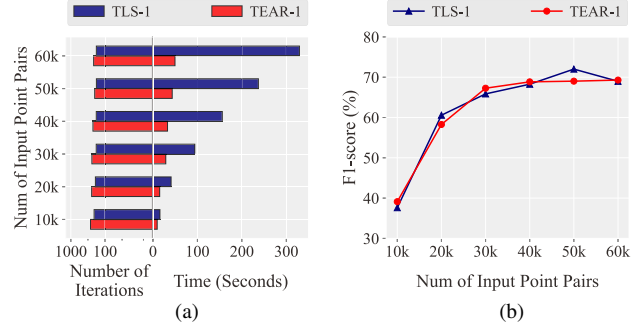 TLS-1 TEAR-1
Num of Input Point Pairs
60k
50k
40k
30k
20k
10k
1000 100 0 100 200 300
Number of Iterations
Time (Seconds)
(a)
TLS-1 TEAR-1
F1-score (%)
80
70
60
50
40
30
10k 20k 30k 40k 50k 60k
Num of Input Point Pairs
(b)